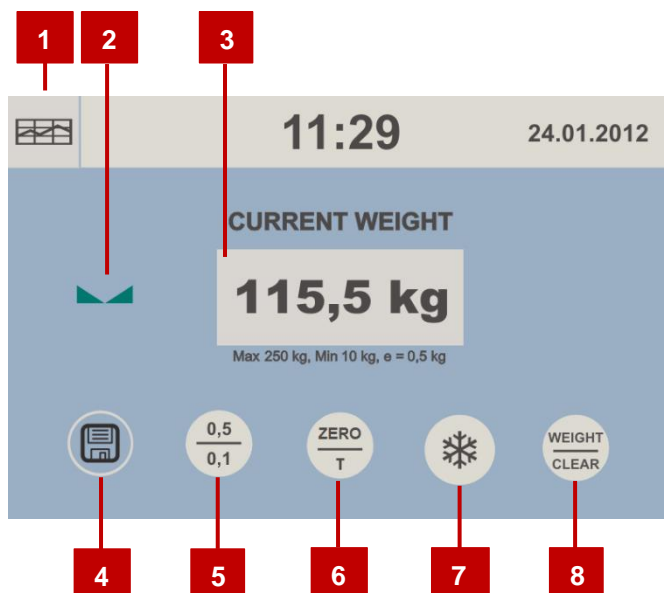 1 2 3
11:29 24.01.2012
CURRENT WEIGHT
115,5 kg
Max 250 kg, Min 10 kg, e = 0,5 kg
0,5
0,1
ZERO
T
WEIGHT
CLEAR
4 5 6 7 8